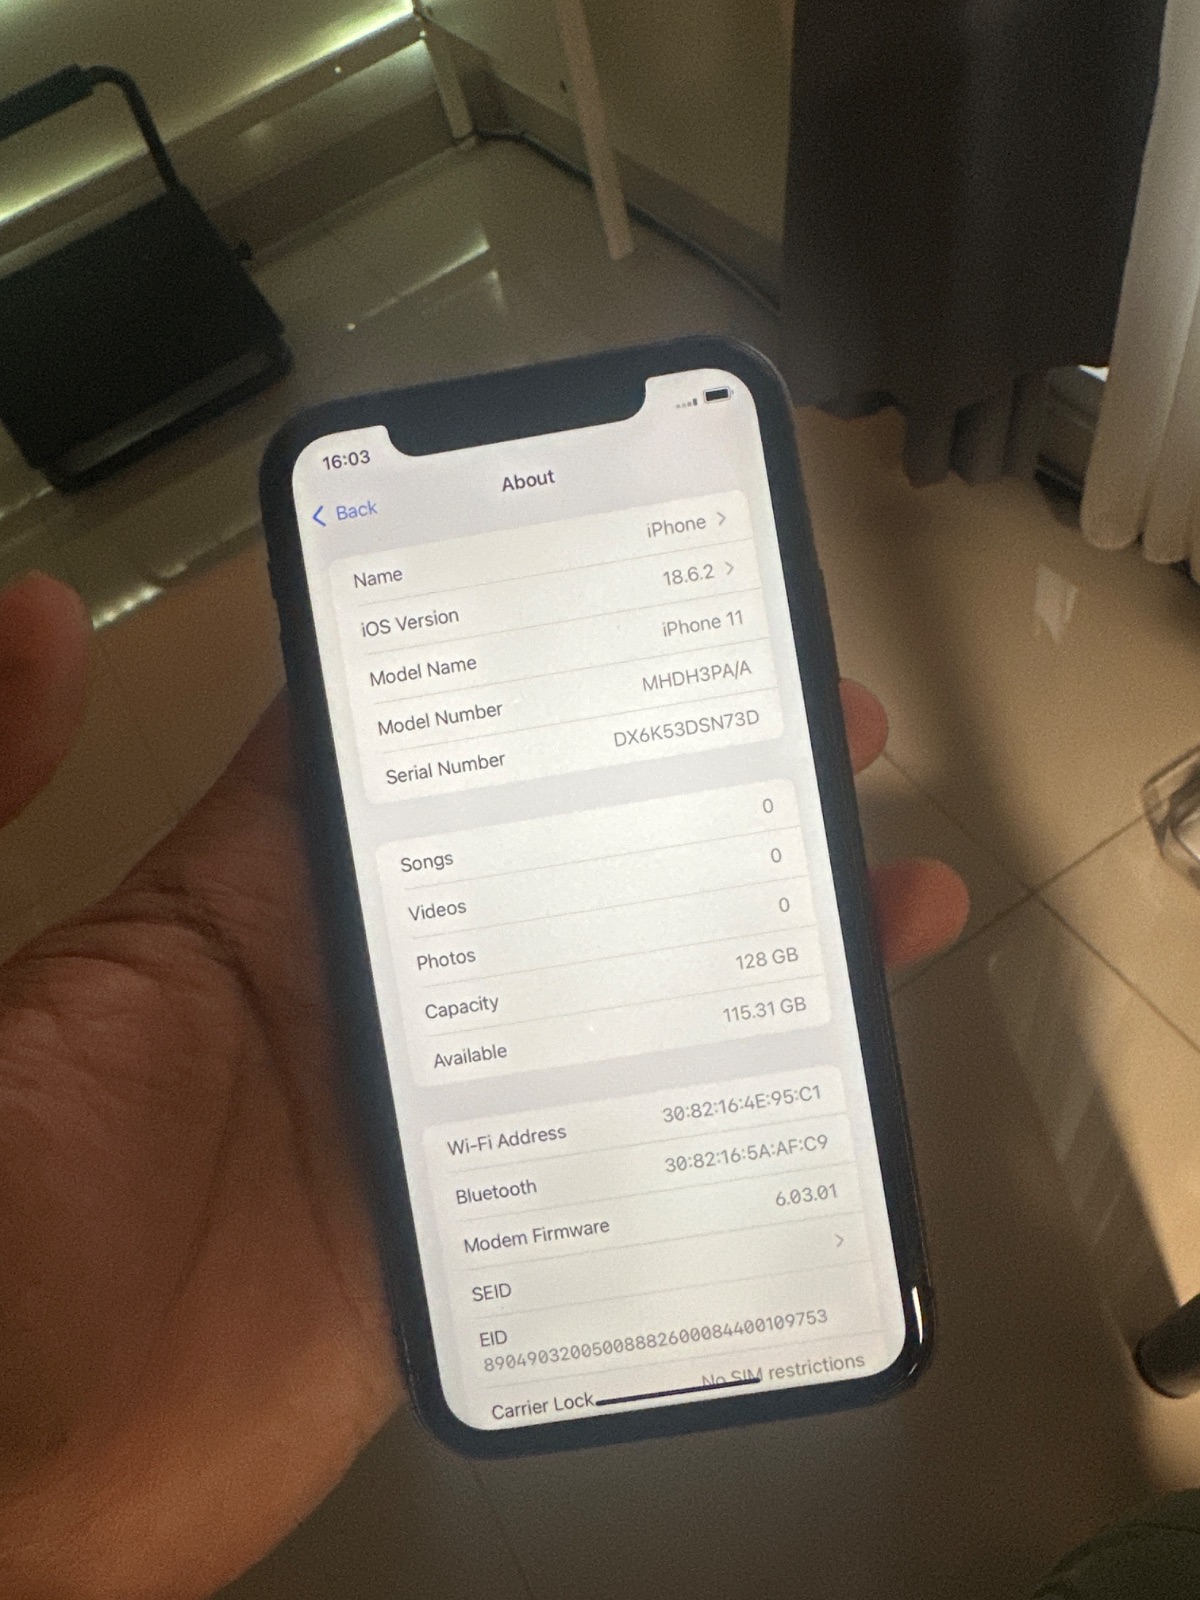 16:03
Back
About
Name iPhone
iOS Version 18.6.2
Model Name iPhone 11
Model Number MHDH3PA/A
Serial Number DX6K53DSN73D
Songs 0
Videos 0
Photos 0
Capacity 128 GB
Available 115.31 GB
Wi-Fi Address 30:82:16:4E:95:C1
Bluetooth 30:82:16:5A:AF:C9
Modem Firmware 6.03.01
SEID
EID
89049032005008882600084400109753
Carrier Lock No SIM restrictions